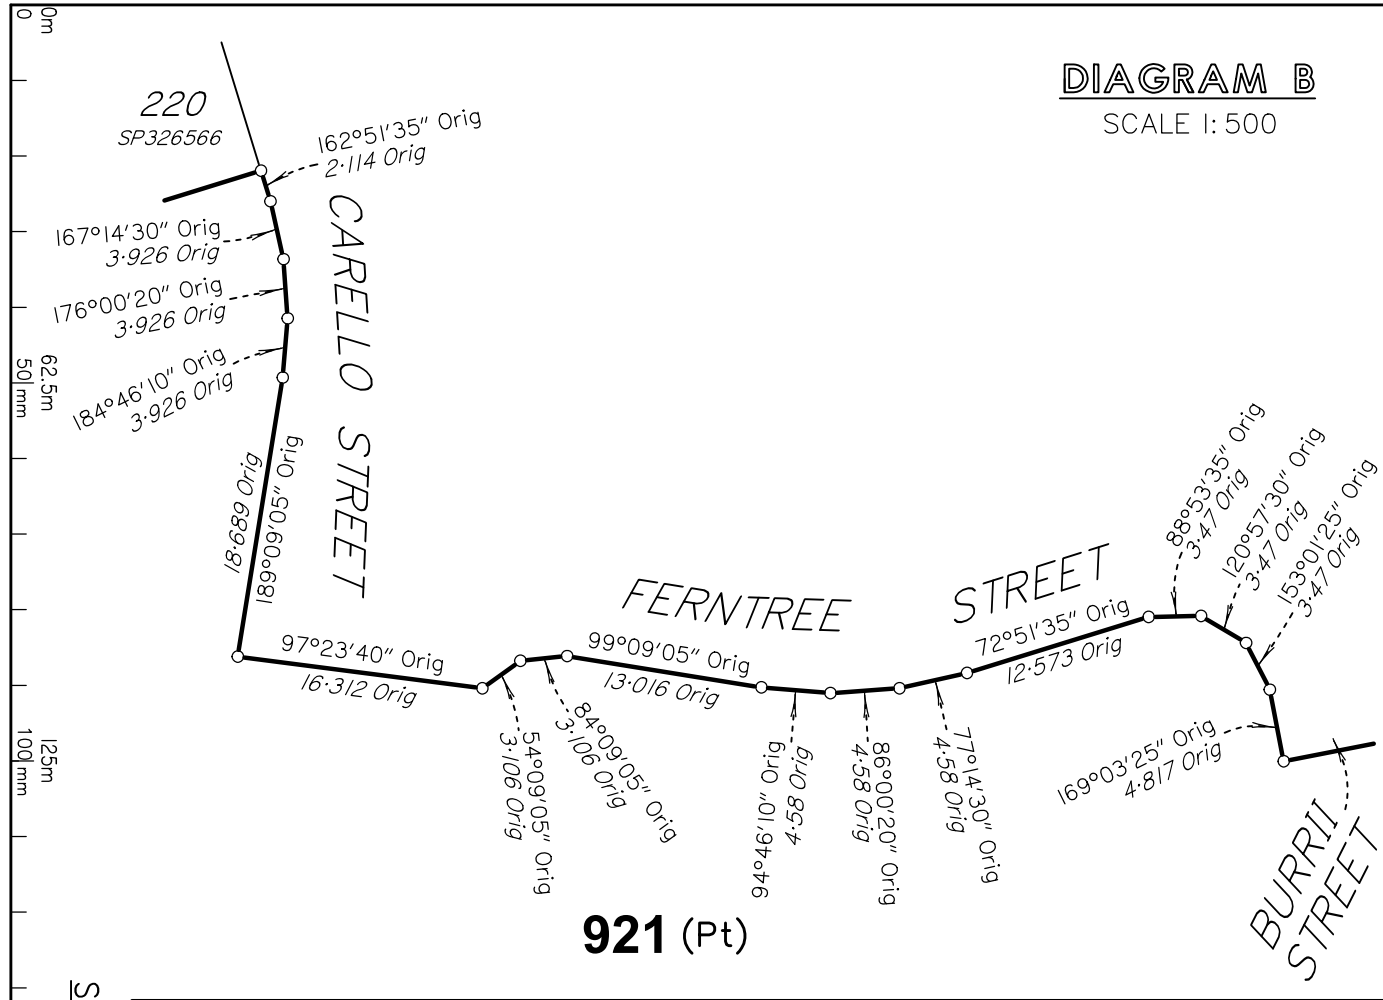 0m
0
DIAGRAM B
SCALE 1:500
220
SP326566
162°51'35" Orig
2·114 Orig
167°14'30" Orig
3·926 Orig
176°00'20" Orig
3·926 Orig
184°46'10" Orig
3·926 Orig
CARELLO STREET
62.5m
50 mm
18·689 Orig
189°09'05" Orig
97°23'40" Orig
16·312 Orig
54°09'05" Orig
3·106 Orig
84°09'05" Orig
3·106 Orig
FERNTREE STREET
99°09'05" Orig
13·016 Orig
94°46'10" Orig
4·58 Orig
86°00'20" Orig
4·58 Orig
77°14'30" Orig
4·58 Orig
72°51'35" Orig
12·573 Orig
88°53'35" Orig
3·47 Orig
120°57'30" Orig
3·47 Orig
153°01'25" Orig
3·47 Orig
169°03'25" Orig
4·817 Orig
BURRII
STREET
125m
100 mm
921 (Pt)
S